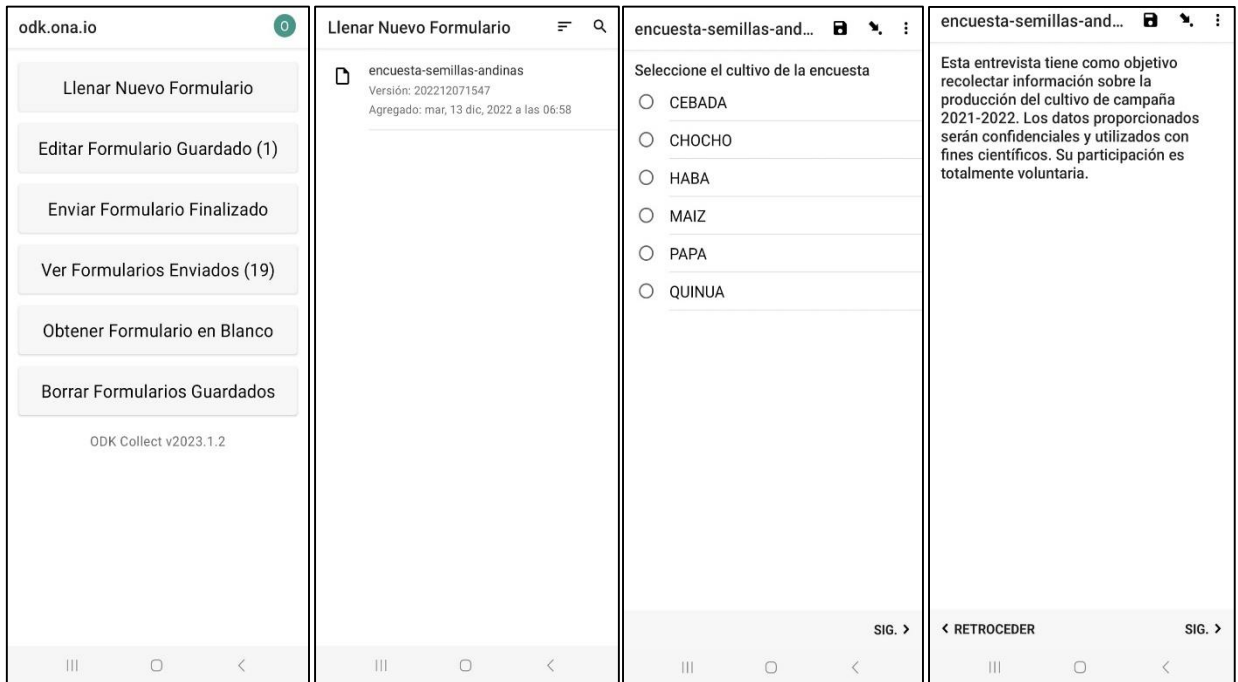 odk.ona.io
O
Llenar Nuevo Formulario
Editar Formulario Guardado (1)
Enviar Formulario Finalizado
Ver Formularios Enviados (19)
Obtener Formulario en Blanco
Borrar Formularios Guardados
ODK Collect v2023.1.2
Llenar Nuevo Formulario
encuesta-semillas-andinas
Versión: 202212071547
Agregado: mar, 13 dic, 2022 a las 06:58
encuesta-semillas-and...
Seleccione el cultivo de la encuesta
CEBADA
CHOCHO
HABA
MAIZ
PAPA
QUINUA
SIG. >
encuesta-semillas-and...
Esta entrevista tiene como objetivo
recolectar información sobre la
producción del cultivo de campaña
2021-2022. Los datos proporcionados
serán confidenciales y utilizados con
fines científicos. Su participación es
totalmente voluntaria.
< RETROCEDER
SIG. >